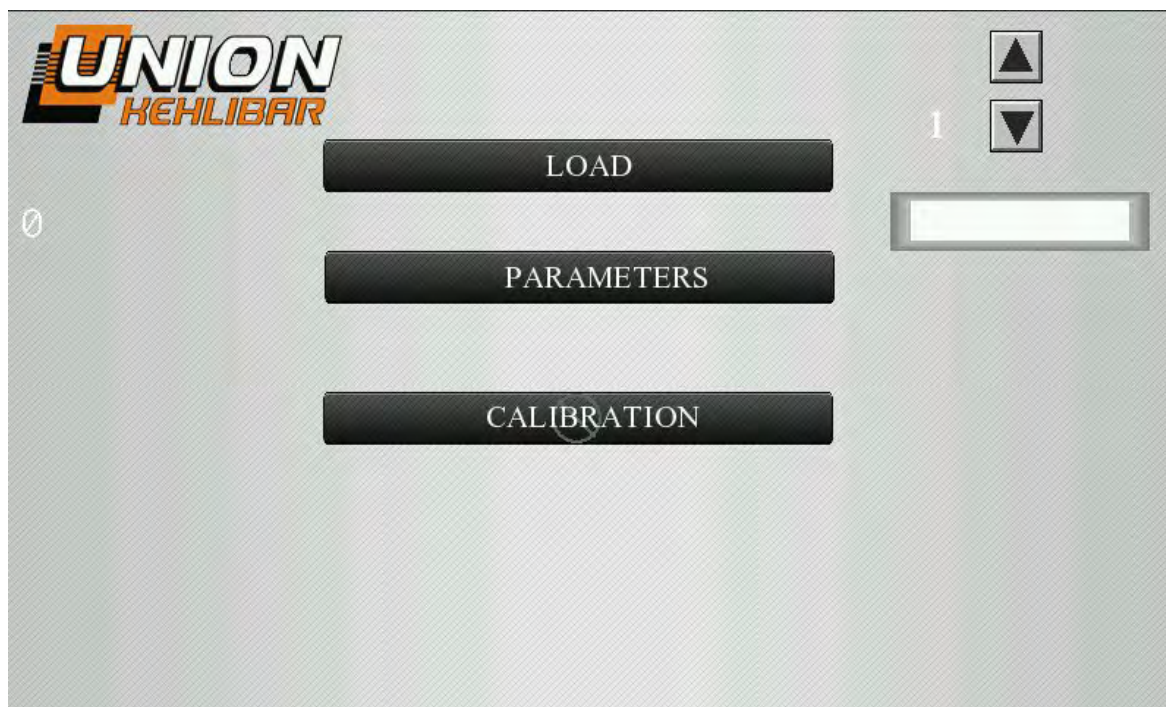 UNION
KEHLIBAR
1
LOAD
0
PARAMETERS
CALIBRATION